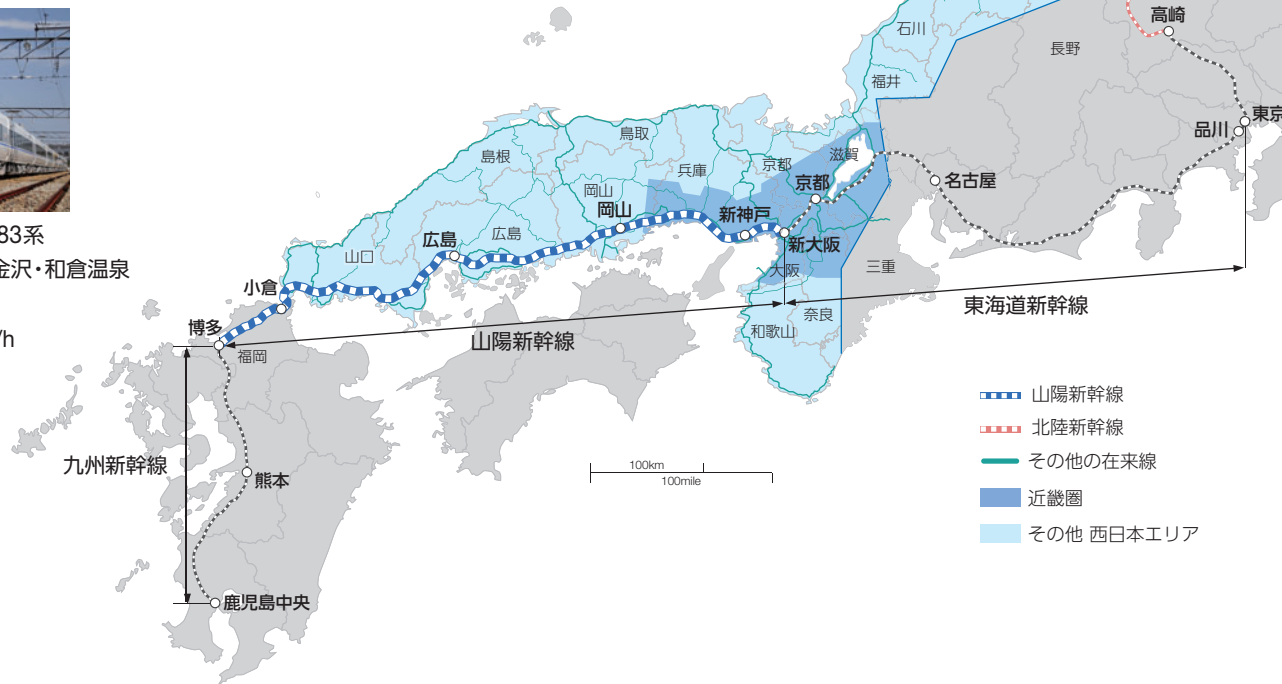 83系
金沢・和倉温泉
/h
石川
福井
長野
高崎
東京
品川
名古屋
鳥取
島根
兵庫
京都
滋賀
京都
岡山
岡山
新神戸
新大阪
大阪
三重
奈良
和歌山
広島
広島
山口
小倉
博多
福岡
山陽新幹線
東海道新幹線
九州新幹線
熊本
鹿児島中央
100km
100mile
山陽新幹線
北陸新幹線
その他の在来線
近畿圏
その他 西日本エリア